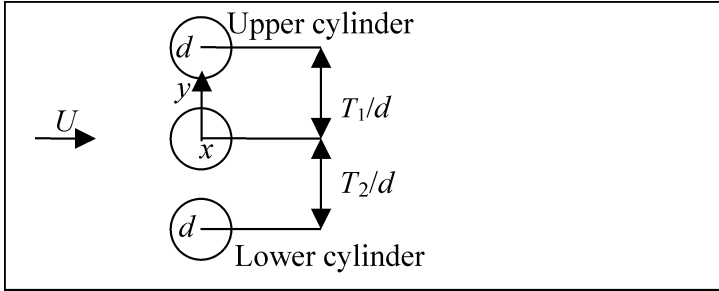 d Upper cylinder
y
T₁/d
U
x
T₂/d
d
Lower cylinder